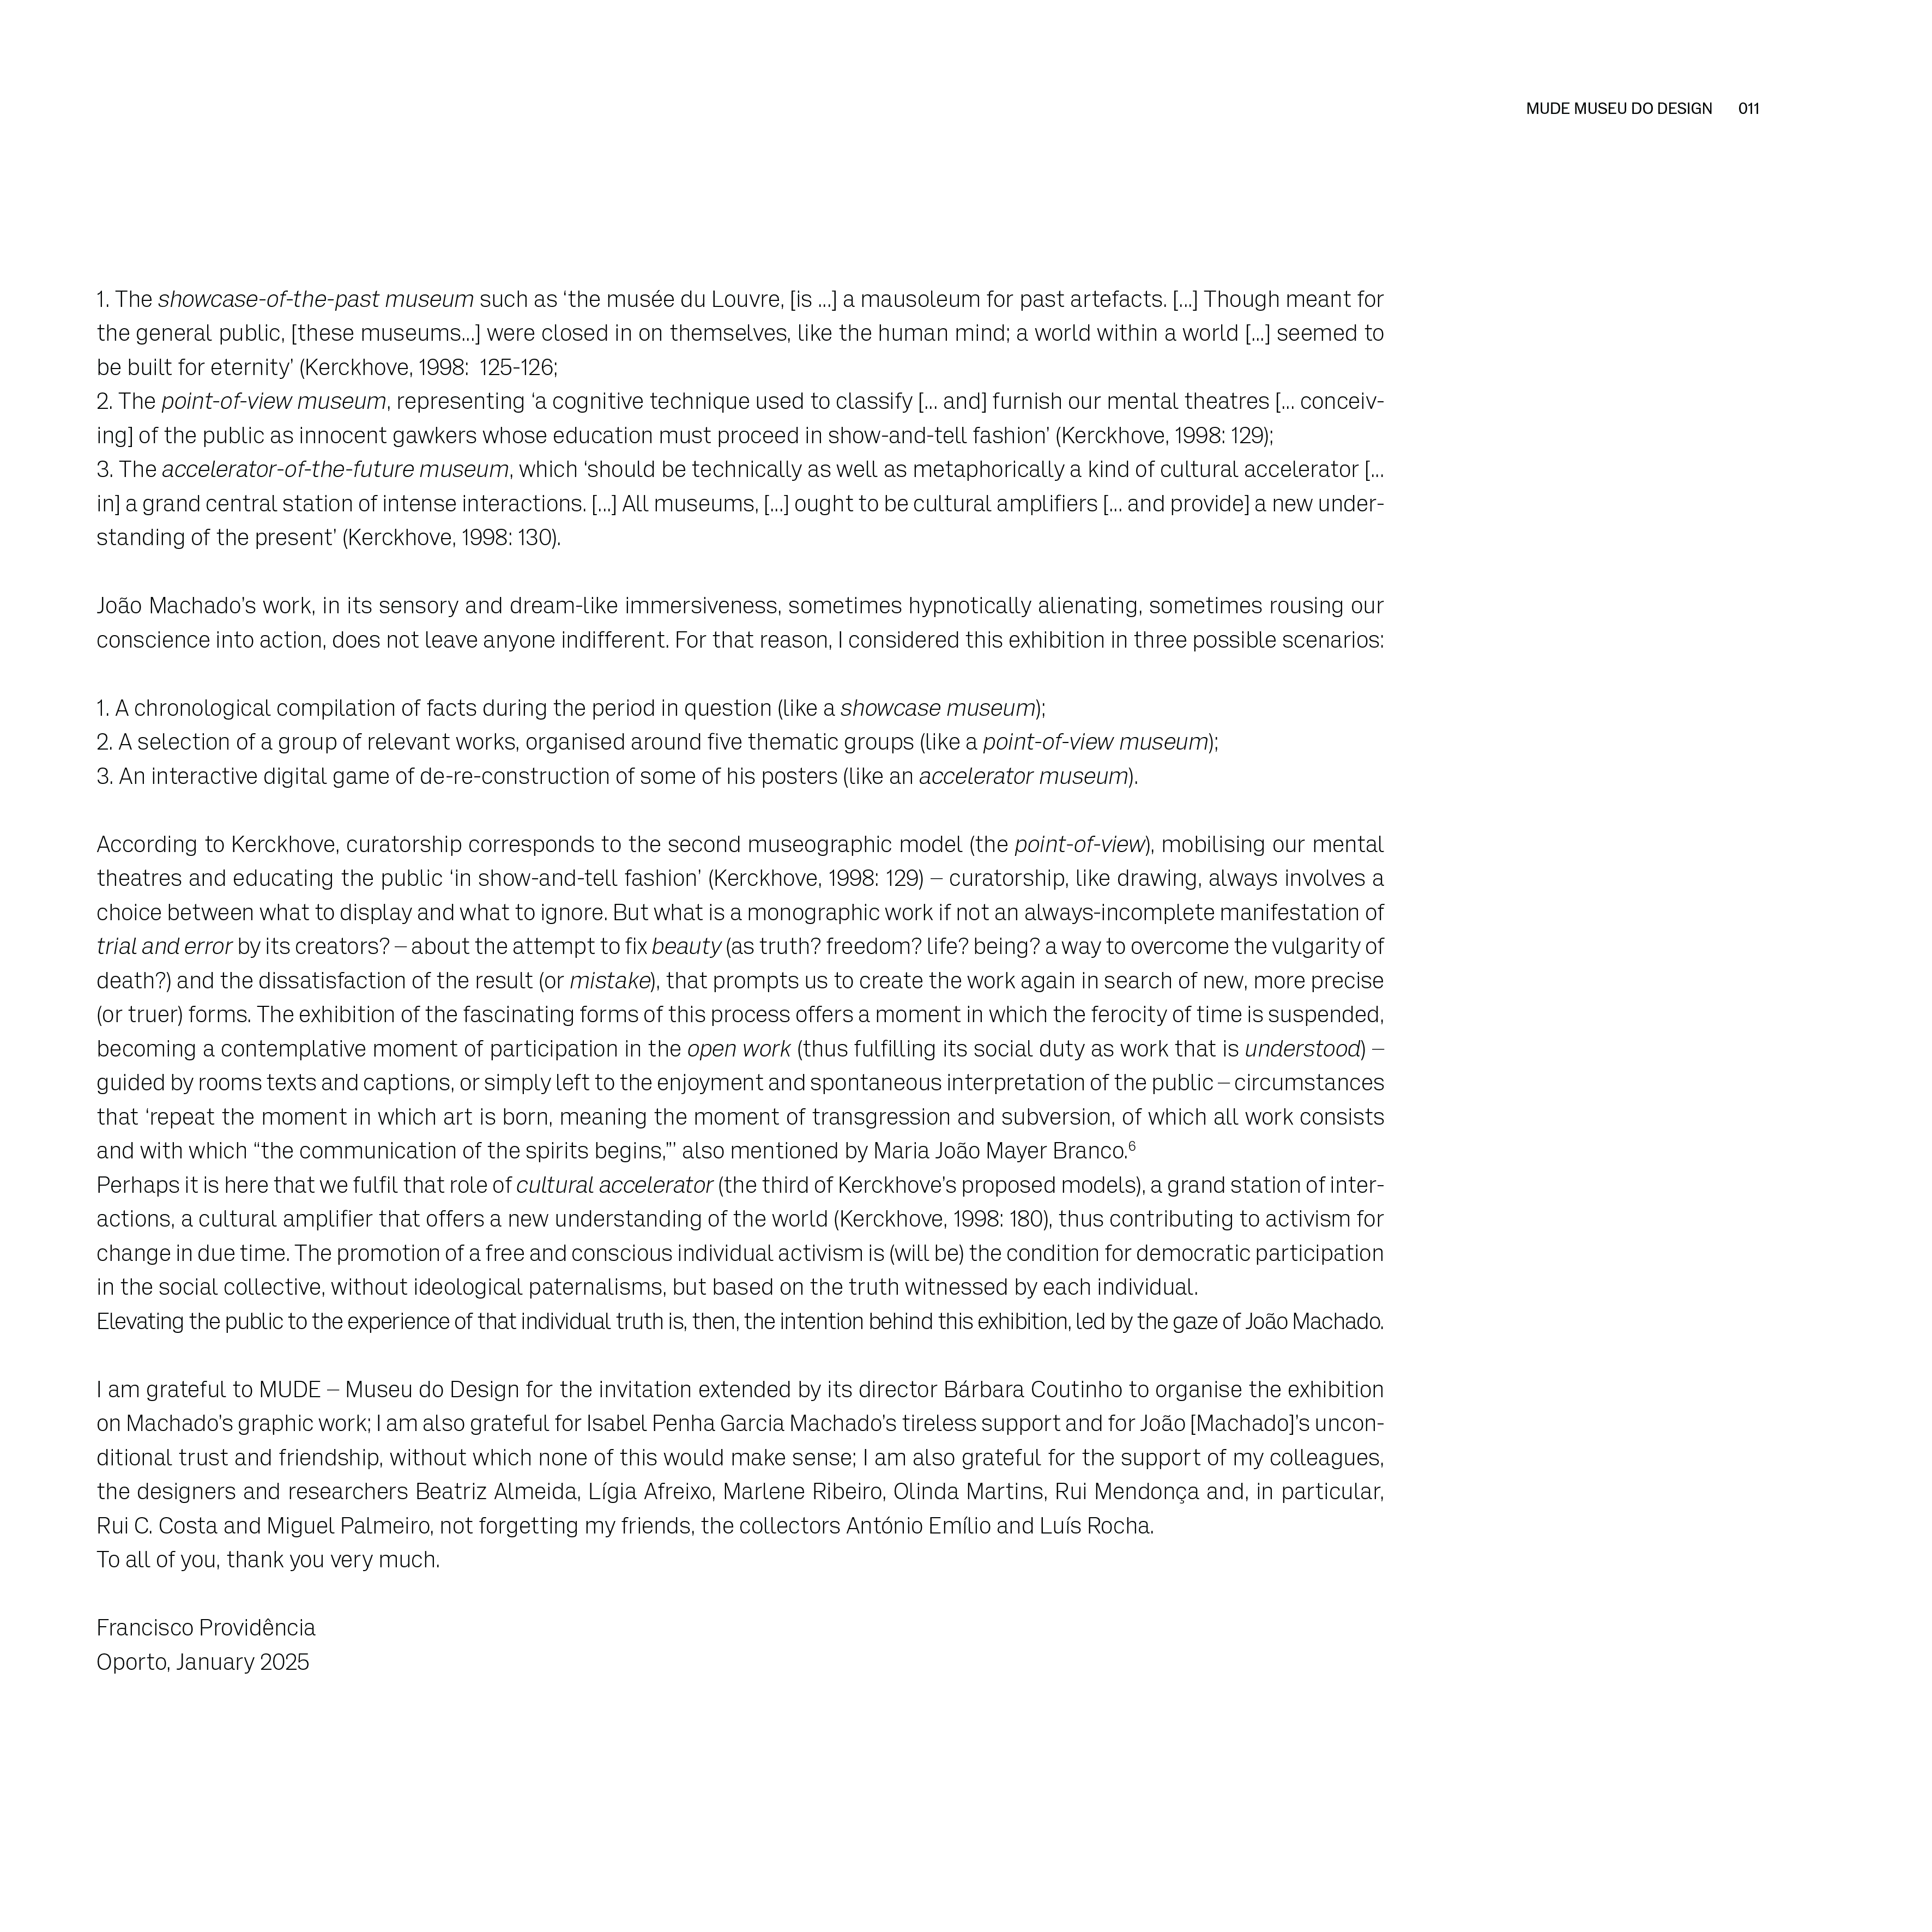 MUDE MUSEU DO DESIGN 011
1. The showcase-of-the-past museum such as ‘the musée du Louvre, [is ...] a mausoleum for past artefacts. [...] Though meant for
the general public, [these museums...] were closed in on themselves, like the human mind; a world within a world [...] seemed to
be built for eternity’ (Kerckhove, 1998:  125-126;
2. The point-of-view museum, representing ‘a cognitive technique used to classify [... and] furnish our mental theatres [... conceiv-
ing] of the public as innocent gawkers whose education must proceed in show-and-tell fashion’ (Kerckhove, 1998: 129);
3. The accelerator-of-the-future museum, which ‘should be technically as well as metaphorically a kind of cultural accelerator [...
in] a grand central station of intense interactions. [...] All museums, [...] ought to be cultural amplifiers [... and provide] a new under-
standing of the present’ (Kerckhove, 1998: 130).
João Machado’s work, in its sensory and dream-like immersiveness, sometimes hypnotically alienating, sometimes rousing our
conscience into action, does not leave anyone indifferent. For that reason, I considered this exhibition in three possible scenarios:
1. A chronological compilation of facts during the period in question (like a showcase museum);
2. A selection of a group of relevant works, organised around five thematic groups (like a point-of-view museum);
3. An interactive digital game of de-re-construction of some of his posters (like an accelerator museum).
According to Kerckhove, curatorship corresponds to the second museographic model (the point-of-view), mobilising our mental
theatres and educating the public ‘in show-and-tell fashion’ (Kerckhove, 1998: 129) – curatorship, like drawing, always involves a
choice between what to display and what to ignore. But what is a monographic work if not an always-incomplete manifestation of
trial and error by its creators? – about the attempt to fix beauty (as truth? freedom? life? being? a way to overcome the vulgarity of
death?) and the dissatisfaction of the result (or mistake), that prompts us to create the work again in search of new, more precise
(or truer) forms. The exhibition of the fascinating forms of this process offers a moment in which the ferocity of time is suspended,
becoming a contemplative moment of participation in the open work (thus fulfilling its social duty as work that is understood) –
guided by rooms texts and captions, or simply left to the enjoyment and spontaneous interpretation of the public – circumstances
that ‘repeat the moment in which art is born, meaning the moment of transgression and subversion, of which all work consists
and with which “the communication of the spirits begins,”’ also mentioned by Maria João Mayer Branco.⁶
Perhaps it is here that we fulfil that role of cultural accelerator (the third of Kerckhove’s proposed models), a grand station of inter-
actions, a cultural amplifier that offers a new understanding of the world (Kerckhove, 1998: 180), thus contributing to activism for
change in due time. The promotion of a free and conscious individual activism is (will be) the condition for democratic participation
in the social collective, without ideological paternalisms, but based on the truth witnessed by each individual.
Elevating the public to the experience of that individual truth is, then, the intention behind this exhibition, led by the gaze of João Machado.
I am grateful to MUDE – Museu do Design for the invitation extended by its director Bárbara Coutinho to organise the exhibition
on Machado’s graphic work; I am also grateful for Isabel Penha Garcia Machado’s tireless support and for João [Machado]’s uncon-
ditional trust and friendship, without which none of this would make sense; I am also grateful for the support of my colleagues,
the designers and researchers Beatriz Almeida, Lígia Afreixo, Marlene Ribeiro, Olinda Martins, Rui Mendonça and, in particular,
Rui C. Costa and Miguel Palmeiro, not forgetting my friends, the collectors António Emílio and Luís Rocha.
To all of you, thank you very much.
Francisco Providência
Oporto, January 2025